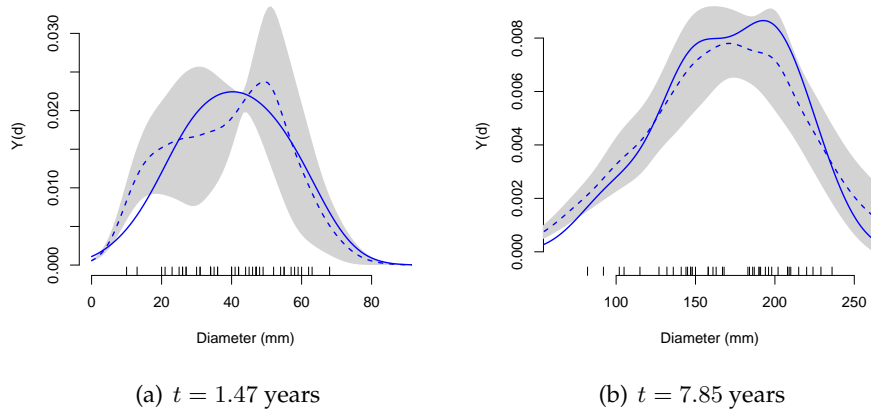 0.000 0.010 0.020 0.030
Y(d)
0 20 40 60 80
Diameter (mm)
(a) t = 1.47 years
0.000 0.002 0.004 0.006 0.008
Y(d)
100 150 200 250
Diameter (mm)
(b) t = 7.85 years